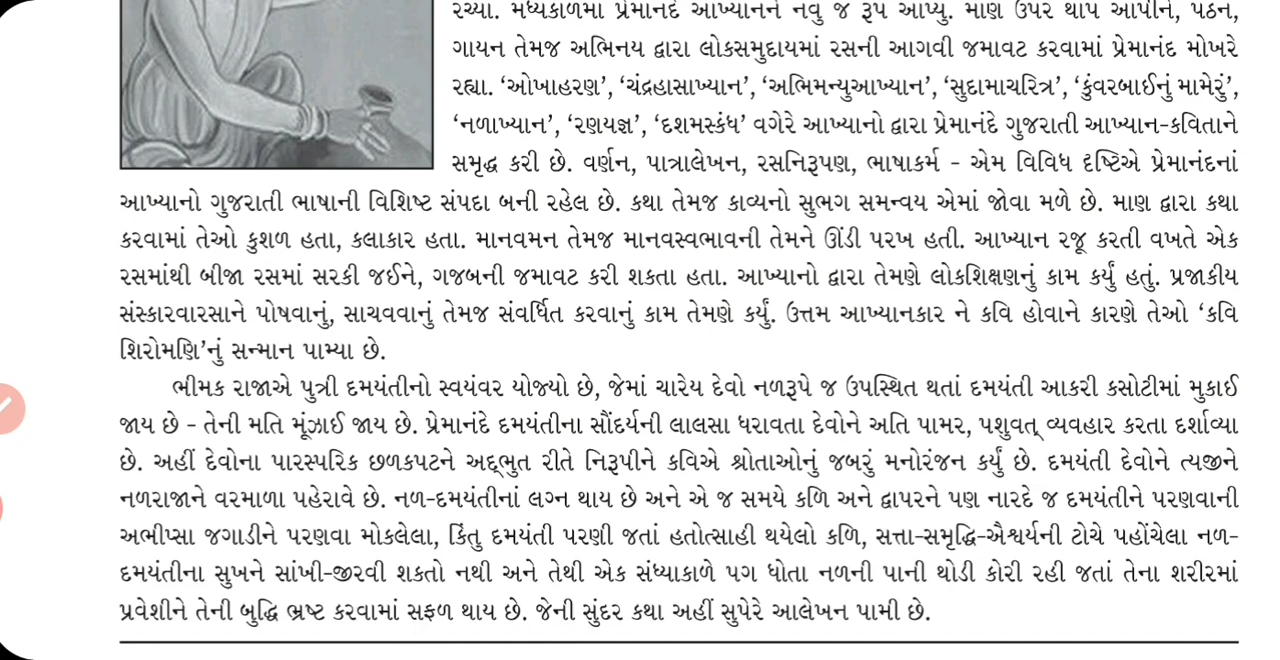 રચ્યા. મધ્યકાળમાં પ્રેમાનંદે આખ્યાનને નવું જ રૂપ આપ્યું. માણ ઉપર થાપ આપીને, પઠન,
ગાયન તેમજ અભિનય દ્વારા લોકસમુદાયમાં રસની આગવી જમાવટ કરવામાં પ્રેમાનંદ મોખરે
રહ્યા. ‘ઓખાહરણ’, ‘ચંદ્રહાસાખ્યાન’, ‘અભિમન્યુઆખ્યાન’, ‘સુદામાચરિત્ર’, ‘કુંવરબાઈનું મામેરું’,
‘નળાખ્યાન’, ‘રણયજ્ઞ’, ‘દશમસ્કંધ’ વગેરે આખ્યાનો દ્વારા પ્રેમાનંદે ગુજરાતી આખ્યાન-કવિતાને
સમૃદ્ધ કરી છે. વર્ણન, પાત્રાલેખન, રસનિરૂપણ, ભાષાકર્મ - એમ વિવિધ દૃષ્ટિએ પ્રેમાનંદનાં
આખ્યાનો ગુજરાતી ભાષાની વિશિષ્ટ સંપદા બની રહેલ છે. કથા તેમજ કાવ્યનો સુભગ સમન્વય એમાં જોવા મળે છે. માણ દ્વારા કથા
કરવામાં તેઓ કુશળ હતા, કલાકાર હતા. માનવમન તેમજ માનવસ્વભાવની તેમને ઊંડી પરખ હતી. આખ્યાન રજૂ કરતી વખતે એક
રસમાંથી બીજા રસમાં સરકી જઈને, ગજબની જમાવટ કરી શકતા હતા. આખ્યાનો દ્વારા તેમણે લોકશિક્ષણનું કામ કર્યું હતું. પ્રજાકીય
સંસ્કારવારસાને પોષવાનું, સાચવવાનું તેમજ સંવર્ધિત કરવાનું કામ તેમણે કર્યું. ઉત્તમ આખ્યાનકાર ને કવિ હોવાને કારણે તેઓ ‘કવિ
શિરોમણિ’નું સન્માન પામ્યા છે.
ભીમક રાજાએ પુત્રી દમયંતીનો સ્વયંવર યોજ્યો છે, જેમાં ચારેય દેવો નળરૂપે જ ઉપસ્થિત થતાં દમયંતી આકરી કસોટીમાં મુકાઈ
જાય છે - તેની મતિ મૂંઝાઈ જાય છે. પ્રેમાનંદે દમયંતીના સૌંદર્યની લાલસા ધરાવતા દેવોને અતિ પામર, પશુવત્ વ્યવહાર કરતા દર્શાવ્યા
છે. અહીં દેવોના પારસ્પરિક છળકપટને અદ્ભુત રીતે નિરૂપીને કવિએ શ્રોતાઓનું જબરું મનોરંજન કર્યું છે. દમયંતી દેવોને ત્યજીને
નળરાજાને વરમાળા પહેરાવે છે. નળ-દમયંતીનાં લગ્ન થાય છે અને એ જ સમયે કળિ અને દ્વાપરને પણ નારદે જ દમયંતીને પરણવાની
અભીપ્સા જગાડીને પરણવા મોકલેલા, કિંતુ દમયંતી પરણી જતાં હતોત્સાહી થયેલો કળિ, સત્તા-સમૃદ્ધિ-ઐશ્વર્યની ટોચે પહોંચેલા નળ-
દમયંતીના સુખને સાંખી-જીરવી શકતો નથી અને તેથી એક સંધ્યાકાળે પગ ધોતા નળની પાની થોડી કોરી રહી જતાં તેના શરીરમાં
પ્રવેશીને તેની બુદ્ધિ ભ્રષ્ટ કરવામાં સફળ થાય છે. જેની સુંદર કથા અહીં સુપેરે આલેખન પામી છે.